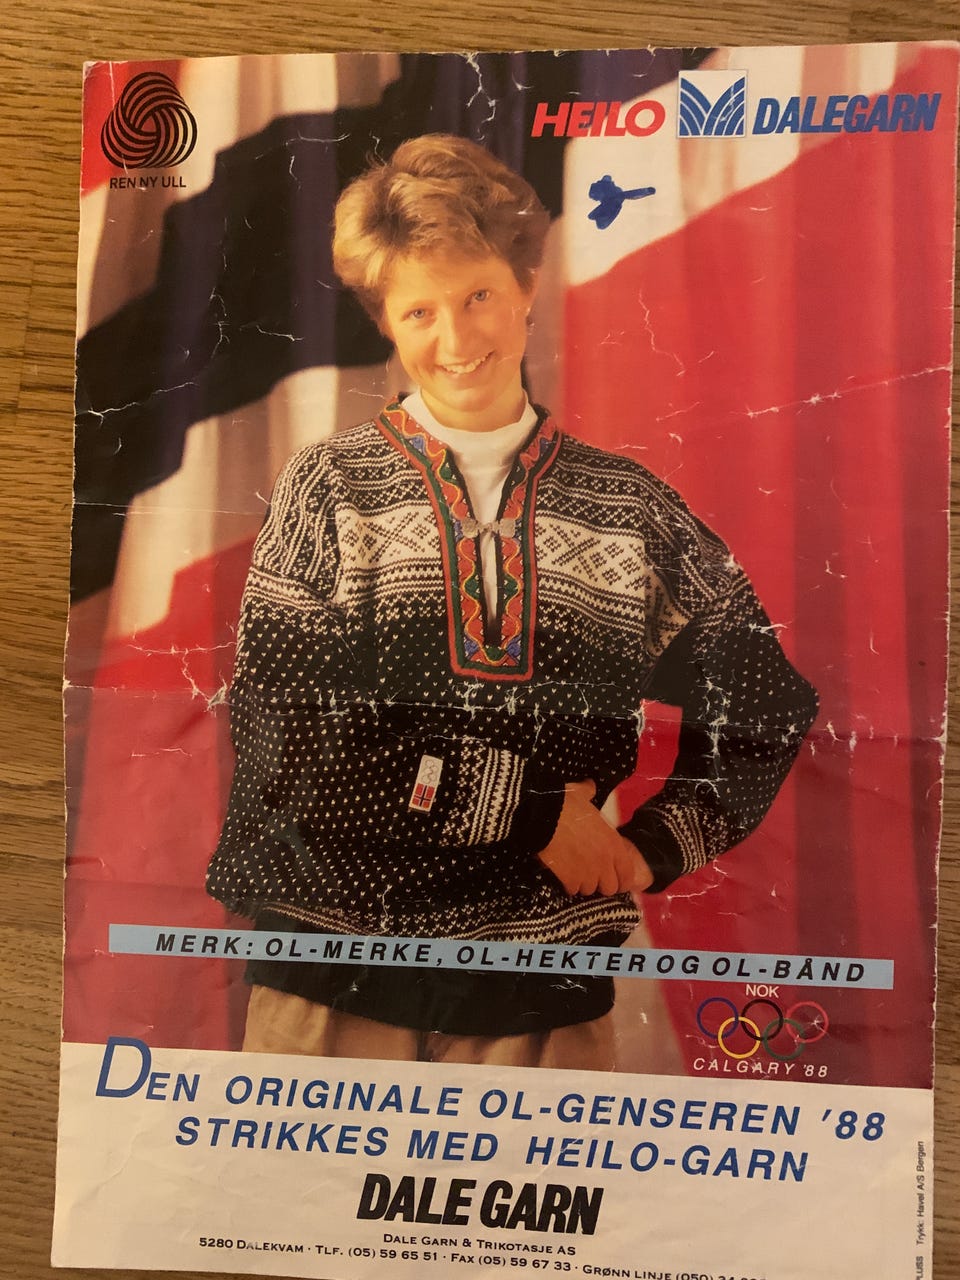 REN NY ULL
HEILO DALEGARN
MERK: OL-MERKE, OL-HEKTER OG OL-BÅND
NOK
CALGARY '88
DEN ORIGINALE OL-GENSEREN '88
STRIKKES MED HEILO-GARN
DALE GARN
DALE GARN & TRIKOTASJE AS
5280 DALEKVAM · TLF. (05) 59 65 51 · FAX (05) 59 67 33 · GRØNN LINJE (050) 34
Trykk: Havel A/S Bergen